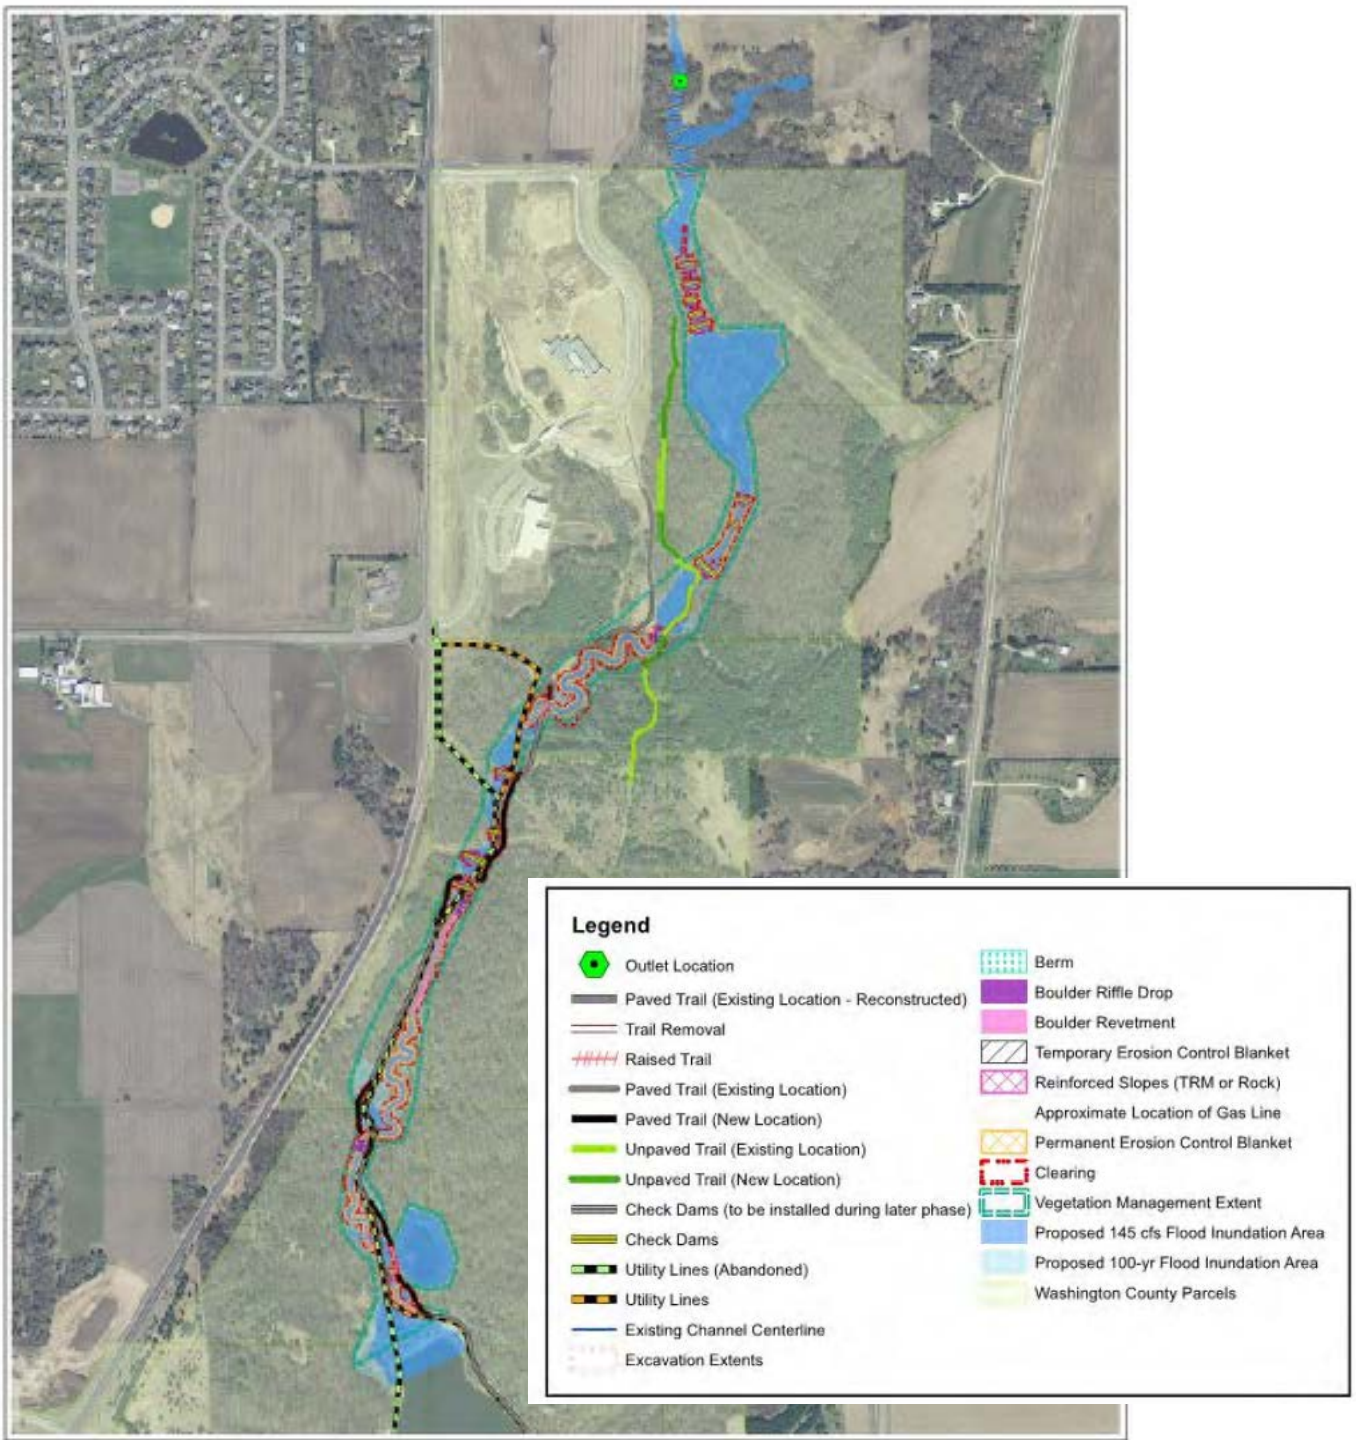 Legend
Outlet Location
Paved Trail (Existing Location - Reconstructed)
Trail Removal
Raised Trail
Paved Trail (Existing Location)
Paved Trail (New Location)
Unpaved Trail (Existing Location)
Unpaved Trail (New Location)
Check Dams (to be installed during later phase)
Check Dams
Utility Lines (Abandoned)
Utility Lines
Existing Channel Centerline
Excavation Extents
Berm
Boulder Riffle Drop
Boulder Revetment
Temporary Erosion Control Blanket
Reinforced Slopes (TRM or Rock)
Approximate Location of Gas Line
Permanent Erosion Control Blanket
Clearing
Vegetation Management Extent
Proposed 145 cfs Flood Inundation Area
Proposed 100-yr Flood Inundation Area
Washington County Parcels